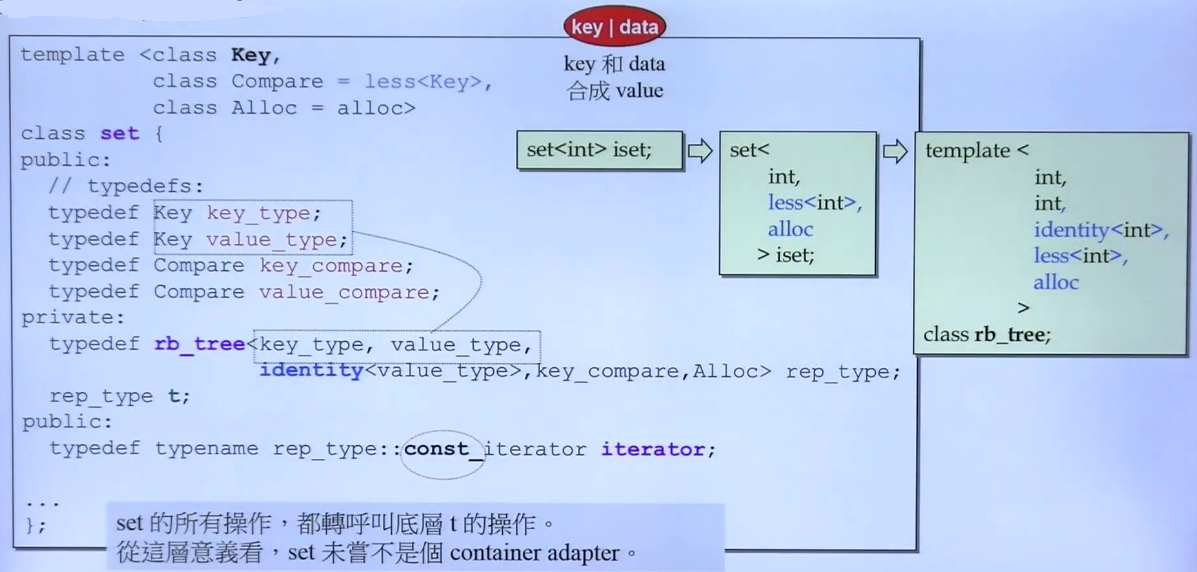 key | data
key 和 data
合成 value
template <class Key,
class Compare = less<Key>,
class Alloc = alloc>
class set {
public:
// typedefs:
typedef Key key_type;
typedef Key value_type;
typedef Compare key_compare;
typedef Compare value_compare;
private:
typedef rb_tree<key_type, value_type,
identity<value_type>,key_compare,Alloc> rep_type;
rep_type t;
public:
typedef typename rep_type::const_iterator iterator;
...
};
set<int> iset;
set<
int,
less<int>,
alloc
> iset;
template <
int,
int,
identity<int>,
less<int>,
alloc
>
class rb_tree;
set 的所有操作，都轉呼叫底層 t 的操作。
從這層意義看，set 未嘗不是個 container adapter。